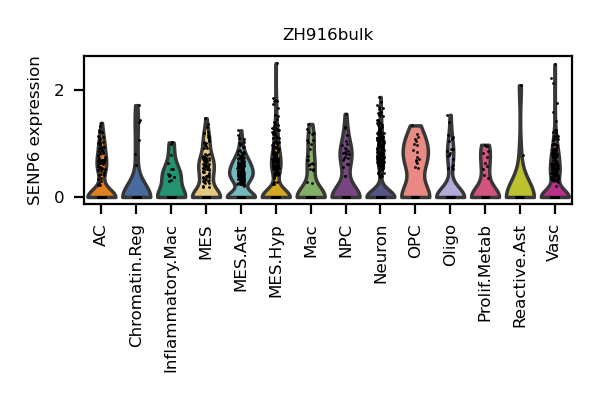 ZH916bulk
SENP6 expression
2
0
AC
Chromatin.Reg
Inflammatory.Mac
MES
MES.Ast
MES.Hyp
Mac
NPC
Neuron
OPC
Oligo
Prolif.Metab
Reactive.Ast
Vasc